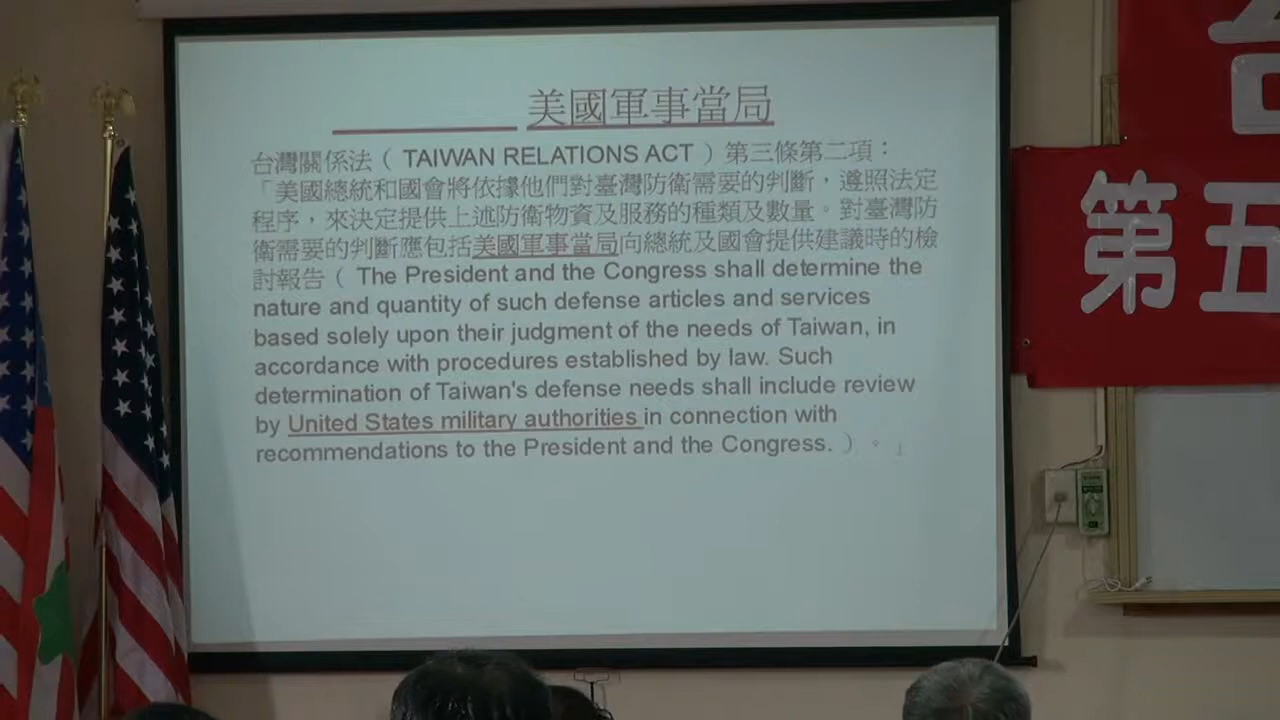 美國軍事當局
台灣關係法（ TAIWAN RELATIONS ACT ）第三條第二項：
「美國總統和國會將依據他們對臺灣防衛需要的判斷，遵照法定
程序，來決定提供上述防衛物資及服務的種類及數量。對臺灣防
衛需要的判斷應包括美國軍事當局向總統及國會提供建議時的檢
討報告（ The President and the Congress shall determine the
nature and quantity of such defense articles and services
based solely upon their judgment of the needs of Taiwan, in
accordance with procedures established by law. Such
determination of Taiwan's defense needs shall include review
by United States military authorities in connection with
recommendations to the President and the Congress. ）。」
第五